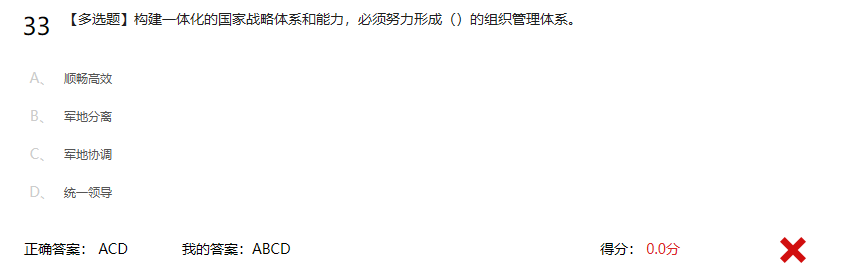 33 【多选题】构建一体化的国家战略体系和能力，必须努力形成（）的组织管理体系。
A、 顺畅高效
B、 军地分离
C、 军地协调
D、 统一领导
正确答案： ACD 我的答案：ABCD 得分： 0.0分